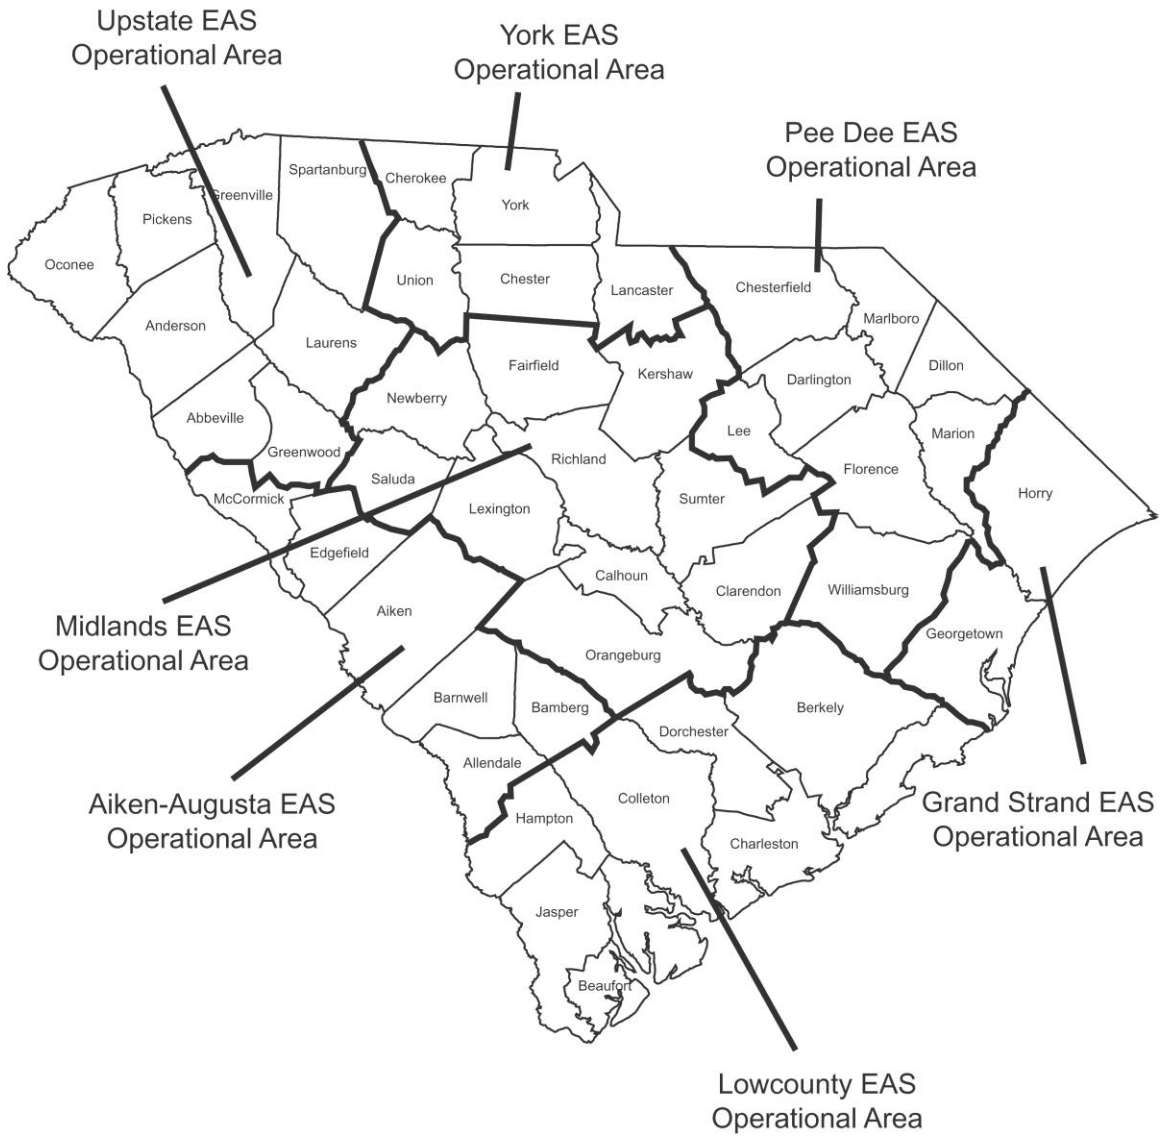 Upstate EAS
Operational Area
York EAS
Operational Area
Pee Dee EAS
Operational Area
Spartanburg
Cherokee
Greenville
York
Pickens
Oconee
Union
Chester
Lancaster
Chesterfield
Marlboro
Anderson
Laurens
Fairfield
Kershaw
Darlington
Dillon
Newberry
Abbeville
Lee
Marion
Greenwood
Richland
Florence
Saluda
McCormick
Lexington
Sumter
Horry
Edgefield
Calhoun
Clarendon
Williamsburg
Aiken
Georgetown
Midlands EAS
Operational Area
Orangeburg
Barnwell
Bamberg
Berkely
Dorchester
Allendale
Colleton
Aiken-Augusta EAS
Operational Area
Grand Strand EAS
Operational Area
Hampton
Charleston
Jasper
Beaufort
Lowcounty EAS
Operational Area